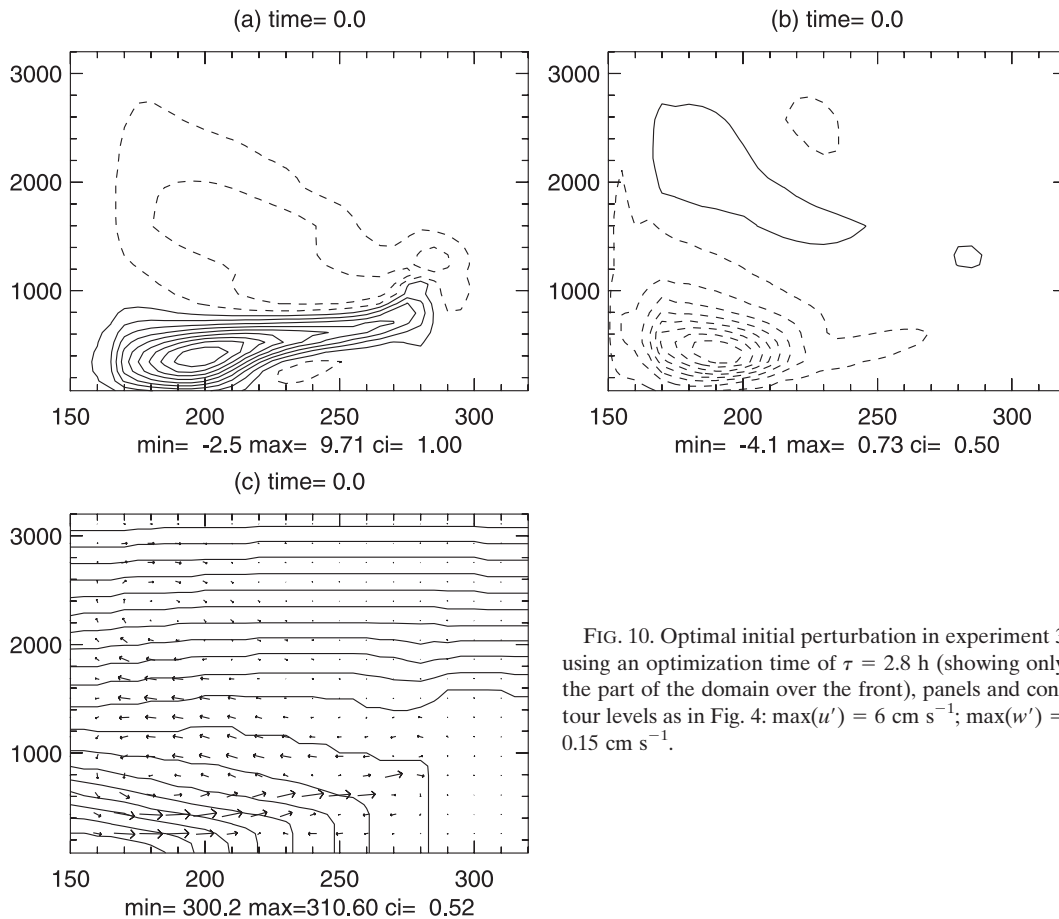 (a) time= 0.0
3200
2000
1000
150 200 250 300
min= -2.5 max= 9.71 ci= 1.00
(b) time= 0.0
3200
2000
1000
150 200 250 300
min= -4.1 max= 0.73 ci= 0.50
(c) time= 0.0
3200
2000
1000
150 200 250 300
min= 300.2 max=310.60 ci= 0.52
FIG. 10. Optimal initial perturbation in experiment 3
using an optimization time of τ = 2.8 h (showing only
the part of the domain over the front), panels and con-
tour levels as in Fig. 4: max(u′) = 6 cm s⁻¹; max(w′) =
0.15 cm s⁻¹.